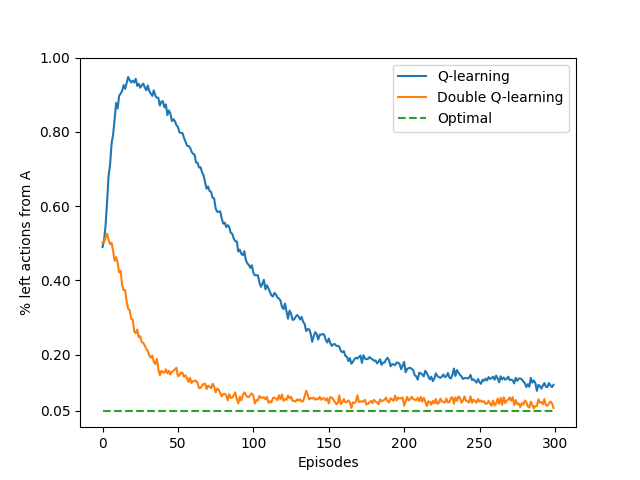 1.00
0.80
0.60
0.40
0.20
0.05
% left actions from A
Q-learning
Double Q-learning
Optimal
0 50 100 150 200 250 300
Episodes